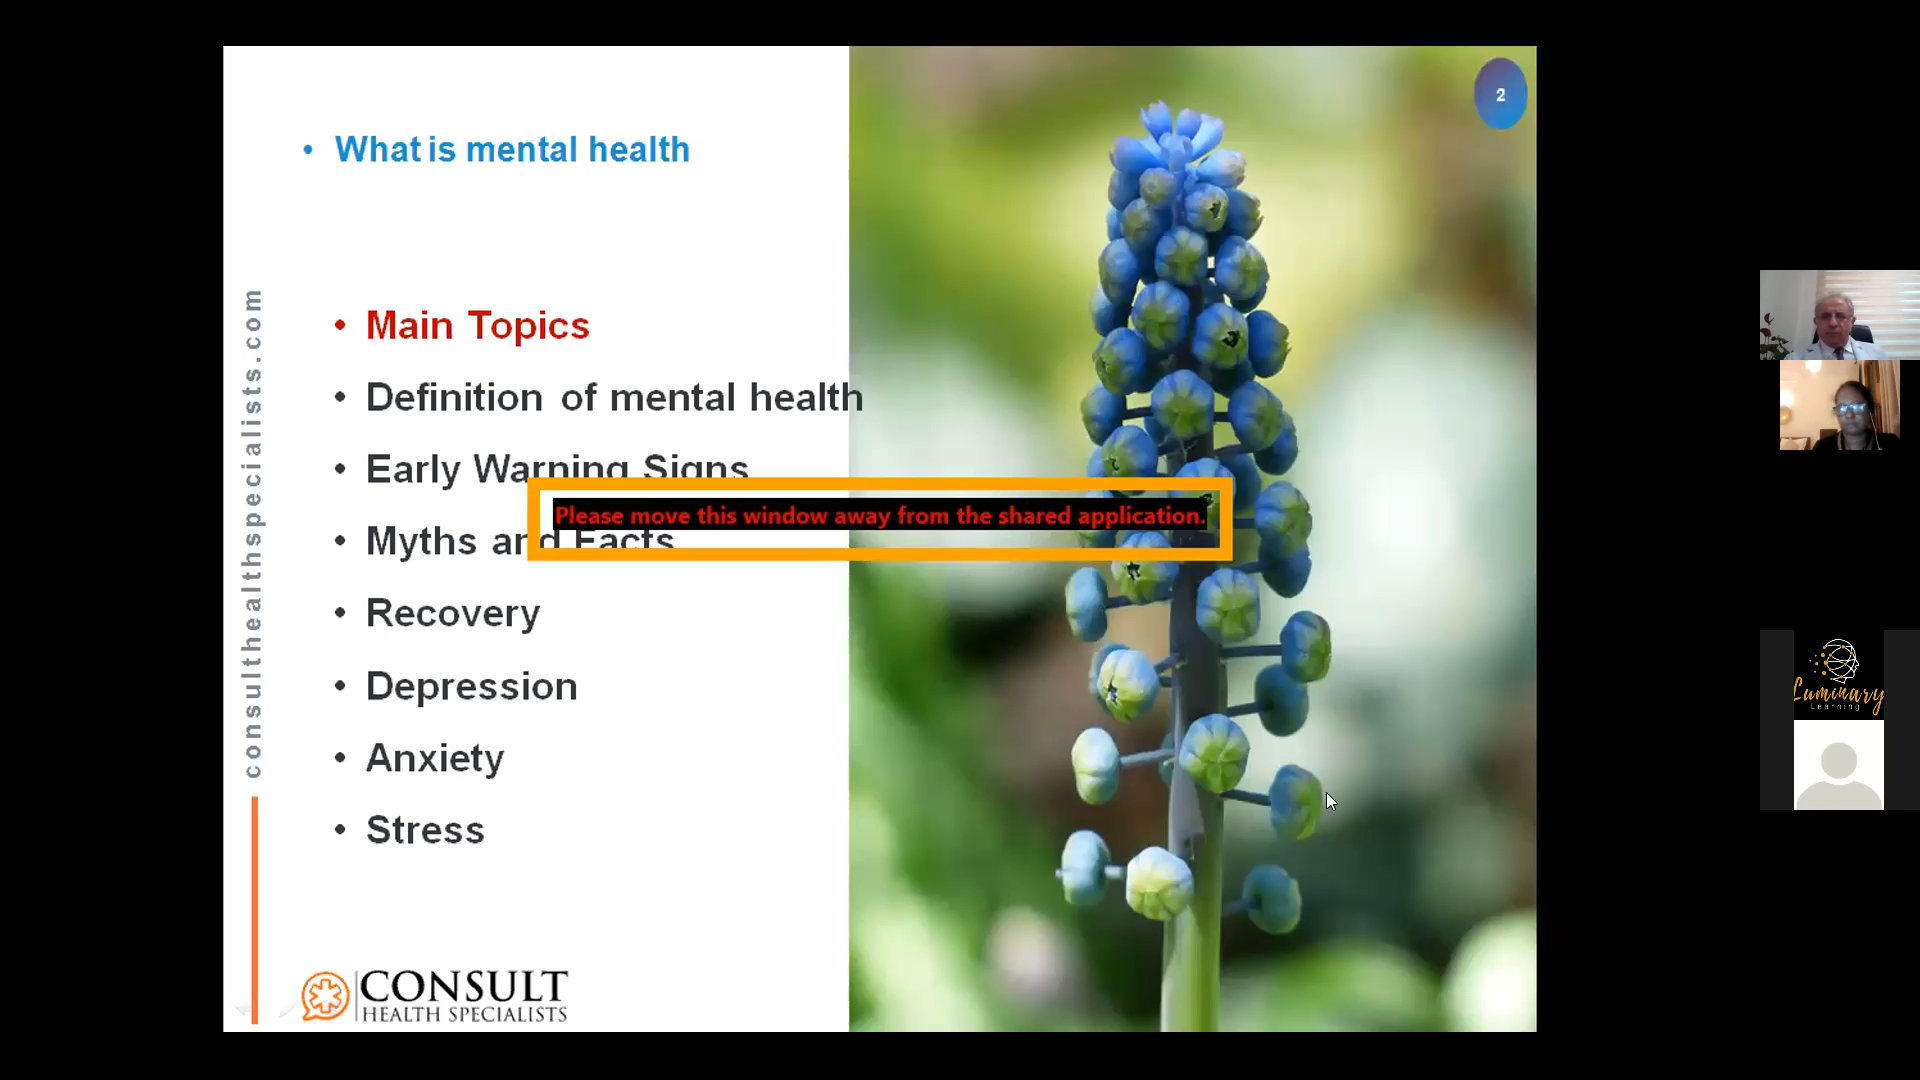 2
What is mental health
Main Topics
Definition of mental health
Early Warning Signs
Please move this window away from the shared application.
Myths and Facts
Recovery
Depression
Anxiety
Stress
consulthealthspecialists.com
CONSULT
HEALTH SPECIALISTS
Luminary
Learning